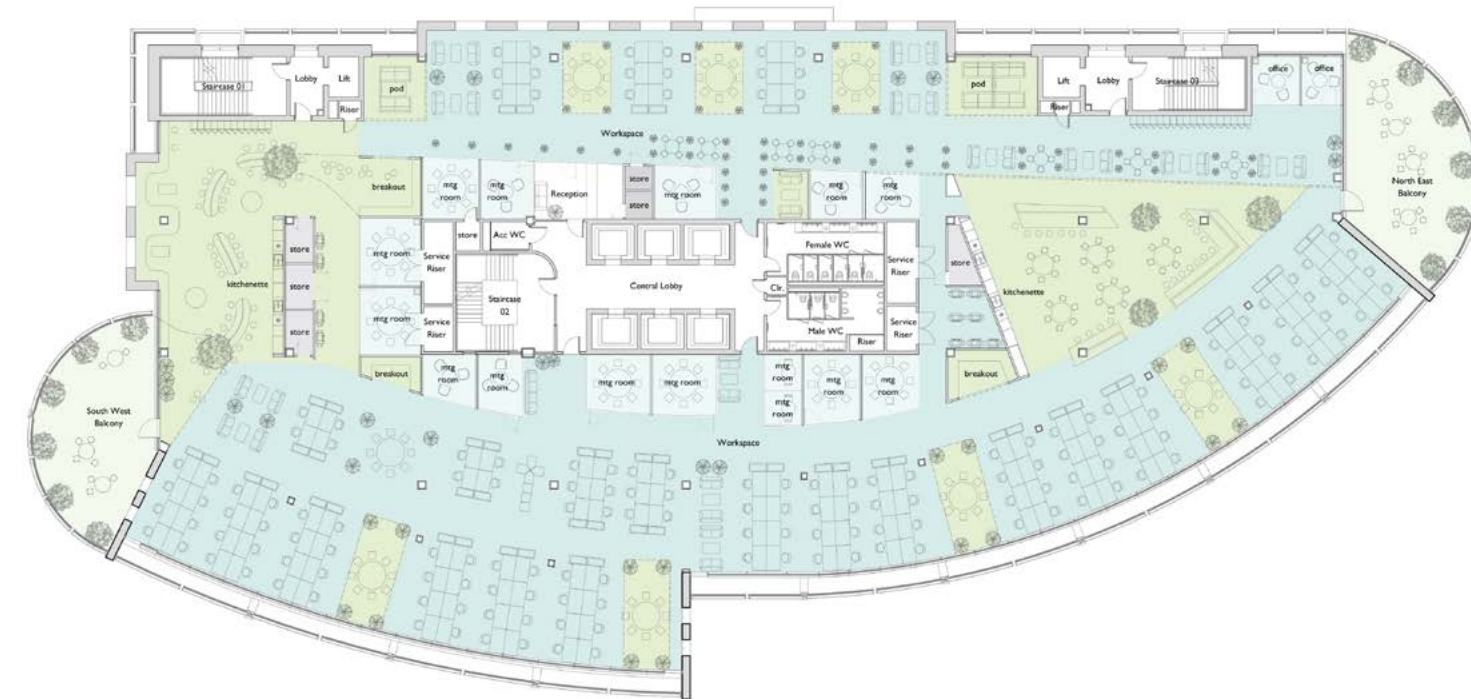 Staircase 01
Lobby
Lift
Riser
pod
pod
Lift
Lobby
Staircase 03
Riser
office
office
Workspace
North East
Balcony
breakout
mtg
room
mtg
room
Reception
store
store
mtg room
mtg
room
mtg
room
store
Acc WC
Female WC
store
store
store
kitchenette
mtg room
mtg room
Service
Riser
Service
Riser
Staircase
02
Central Lobby
Clr.
Male WC
Riser
Service
Riser
Service
Riser
store
kitchenette
breakout
mtg
room
mtg
room
mtg room
mtg room
mtg
room
mtg
room
mtg
room
mtg
room
breakout
South West
Balcony
Workspace